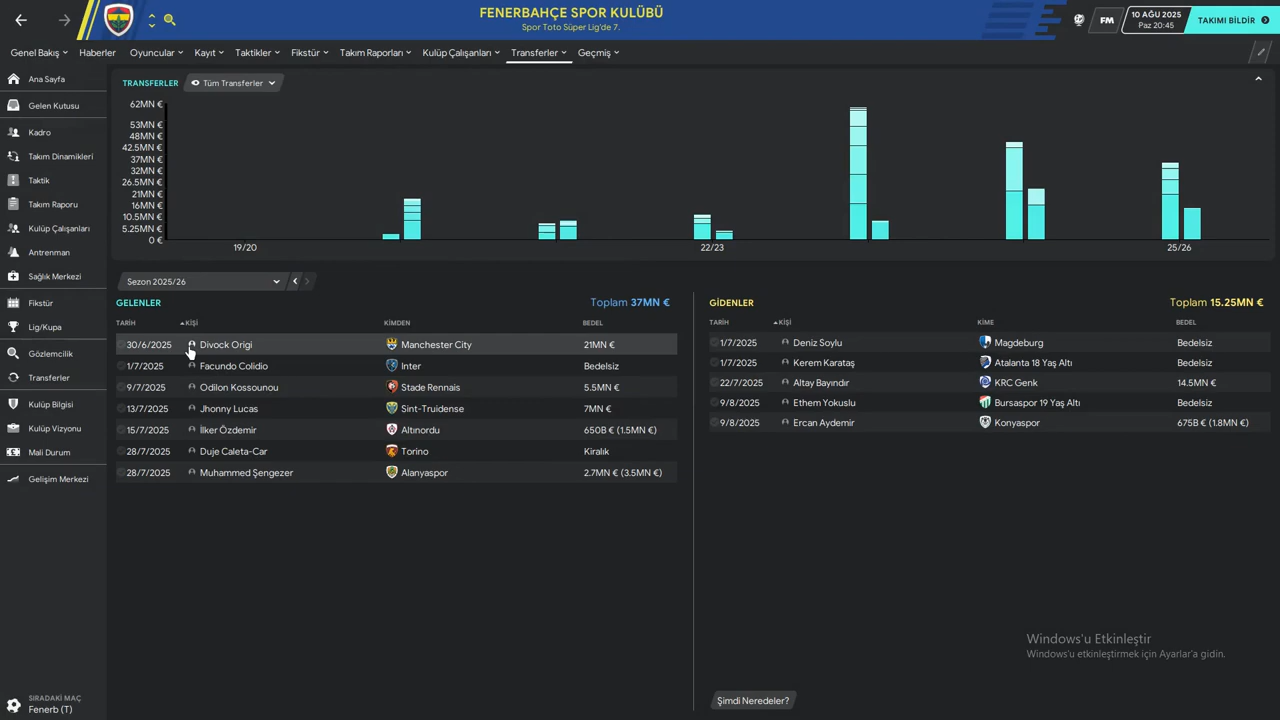 FENERBAHÇE SPOR KULÜBÜ
Spor Toto Süper Lig'de 7.
FM
10 AĞU 2025
Paz 20:45
TAKIMI BİLDİR
Genel Bakış
Haberler
Oyuncular
Kayıt
Taktikler
Fikstür
Takım Raporları
Kulüp Çalışanları
Transferler
Geçmiş
Ana Sayfa
Gelen Kutusu
Kadro
Takım Dinamikleri
Taktik
Takım Raporu
Kulüp Çalışanları
Antrenman
Sağlık Merkezi
Fikstür
Lig/Kupa
Gözlemcilik
Transferler
Kulüp Bilgisi
Kulüp Vizyonu
Mali Durum
Gelişim Merkezi
SIRADAKİ MAÇ
Fenerb (T)
TRANSFERLER
Tüm Transferler
62MN €
53MN €
48MN €
42.5MN €
37MN €
32MN €
26.5MN €
21MN €
16MN €
10.5MN €
5.25MN €
0 €
19/20
22/23
25/26
Sezon 2025/26
GELENLER
Toplam 37MN €
TARİH KİŞİ KİMDEN BEDEL
30/6/2025 Divock Origi Manchester City 21MN €
1/7/2025 Facundo Colidio Inter Bedelsiz
9/7/2025 Odilon Kossounou Stade Rennais 5.5MN €
13/7/2025 Jhonny Lucas Sint-Truidense 7MN €
15/7/2025 İlker Özdemir Altınordu 650B € (1.5MN €)
28/7/2025 Duje Caleta-Car Torino Kiralık
28/7/2025 Muhammed Şengezer Alanyaspor 2.7MN € (3.5MN €)
GİDENLER
Toplam 15.25MN €
TARİH KİŞİ KİME BEDEL
1/7/2025 Deniz Soylu Magdeburg Bedelsiz
1/7/2025 Kerem Karataş Atalanta 18 Yaş Altı Bedelsiz
22/7/2025 Altay Bayındır KRC Genk 14.5MN €
9/8/2025 Ethem Yokuslu Bursaspor 19 Yaş Altı Bedelsiz
9/8/2025 Ercan Aydemir Konyaspor 675B € (1.8MN €)
Windows'u Etkinleştir
Windows'u etkinleştirmek için Ayarlar'a gidin.
Şimdi Neredeler?